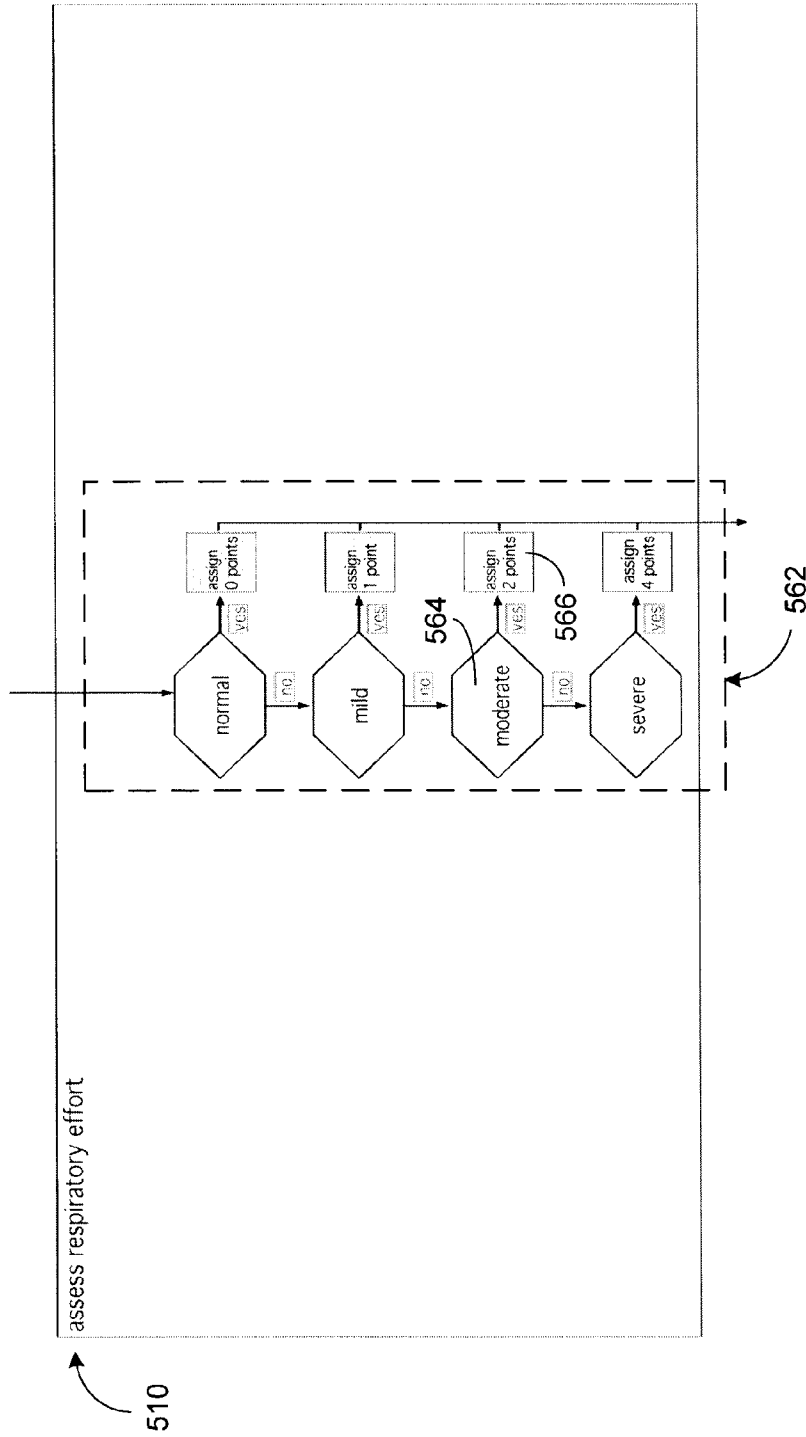 assess respiratory effort
510
normal
yes
assign
0 points
no
mild
yes
assign
1 point
no
564
moderate
yes
assign
2 points
566
no
severe
yes
assign
4 points
562